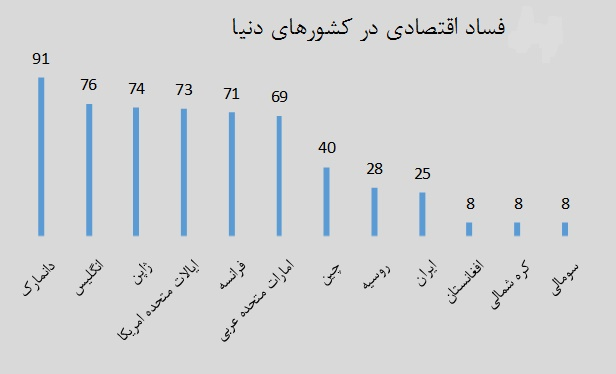 فساد اقتصادی در کشورهای دنیا
91
76
74
73
71
69
40
28
25
8
8
8
دانمارک
انگلیس
ژاپن
ایالات متحده امریکا
فرانسه
امارات متحده عربی
چین
روسیه
ایران
افغانستان
کره شمالی
سومالی